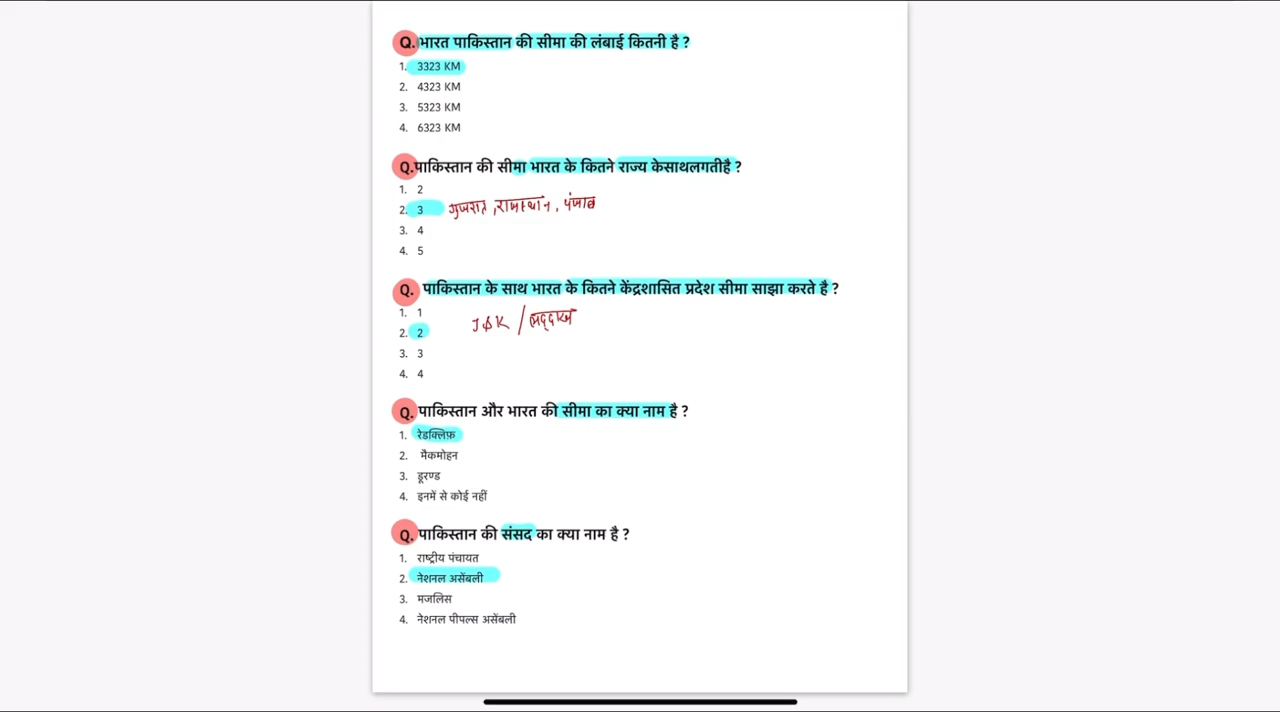 Q. भारत पाकिस्तान की सीमा की लंबाई कितनी है ?
1. 3323 KM
2. 4323 KM
3. 5323 KM
4. 6323 KM
Q.पाकिस्तान की सीमा भारत के कितने राज्य केसाथलगतीहै ?
1. 2
2. 3 गुजरात, राजस्थान, पंजाब
3. 4
4. 5
Q. पाकिस्तान के साथ भारत के कितने केंद्रशासित प्रदेश सीमा साझा करते है ?
1. 1
2. 2 J&K / लद्दाख
3. 3
4. 4
Q. पाकिस्तान और भारत की सीमा का क्या नाम है ?
1. रेडक्लिफ़
2. मैकमोहन
3. डूरण्ड
4. इनमें से कोई नहीं
Q. पाकिस्तान की संसद का क्या नाम है ?
1. राष्ट्रीय पंचायत
2. नेशनल असेंबली
3. मजलिस
4. नेशनल पीपल्स असेंबली